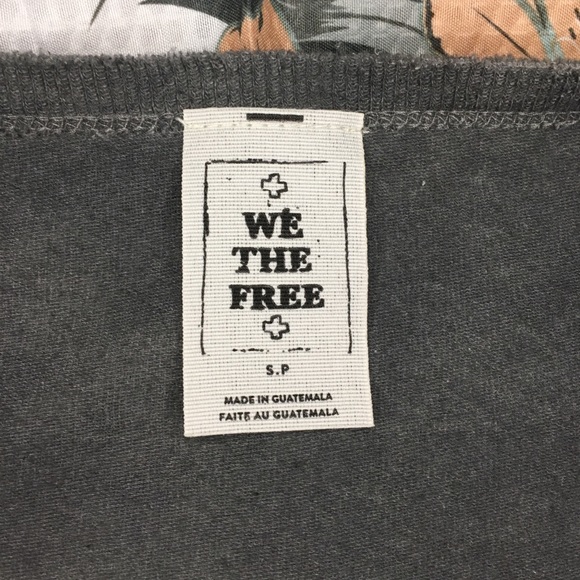 WE
THE
FREE
S.P
MADE IN GUATEMALA
FAITE AU GUATEMALA